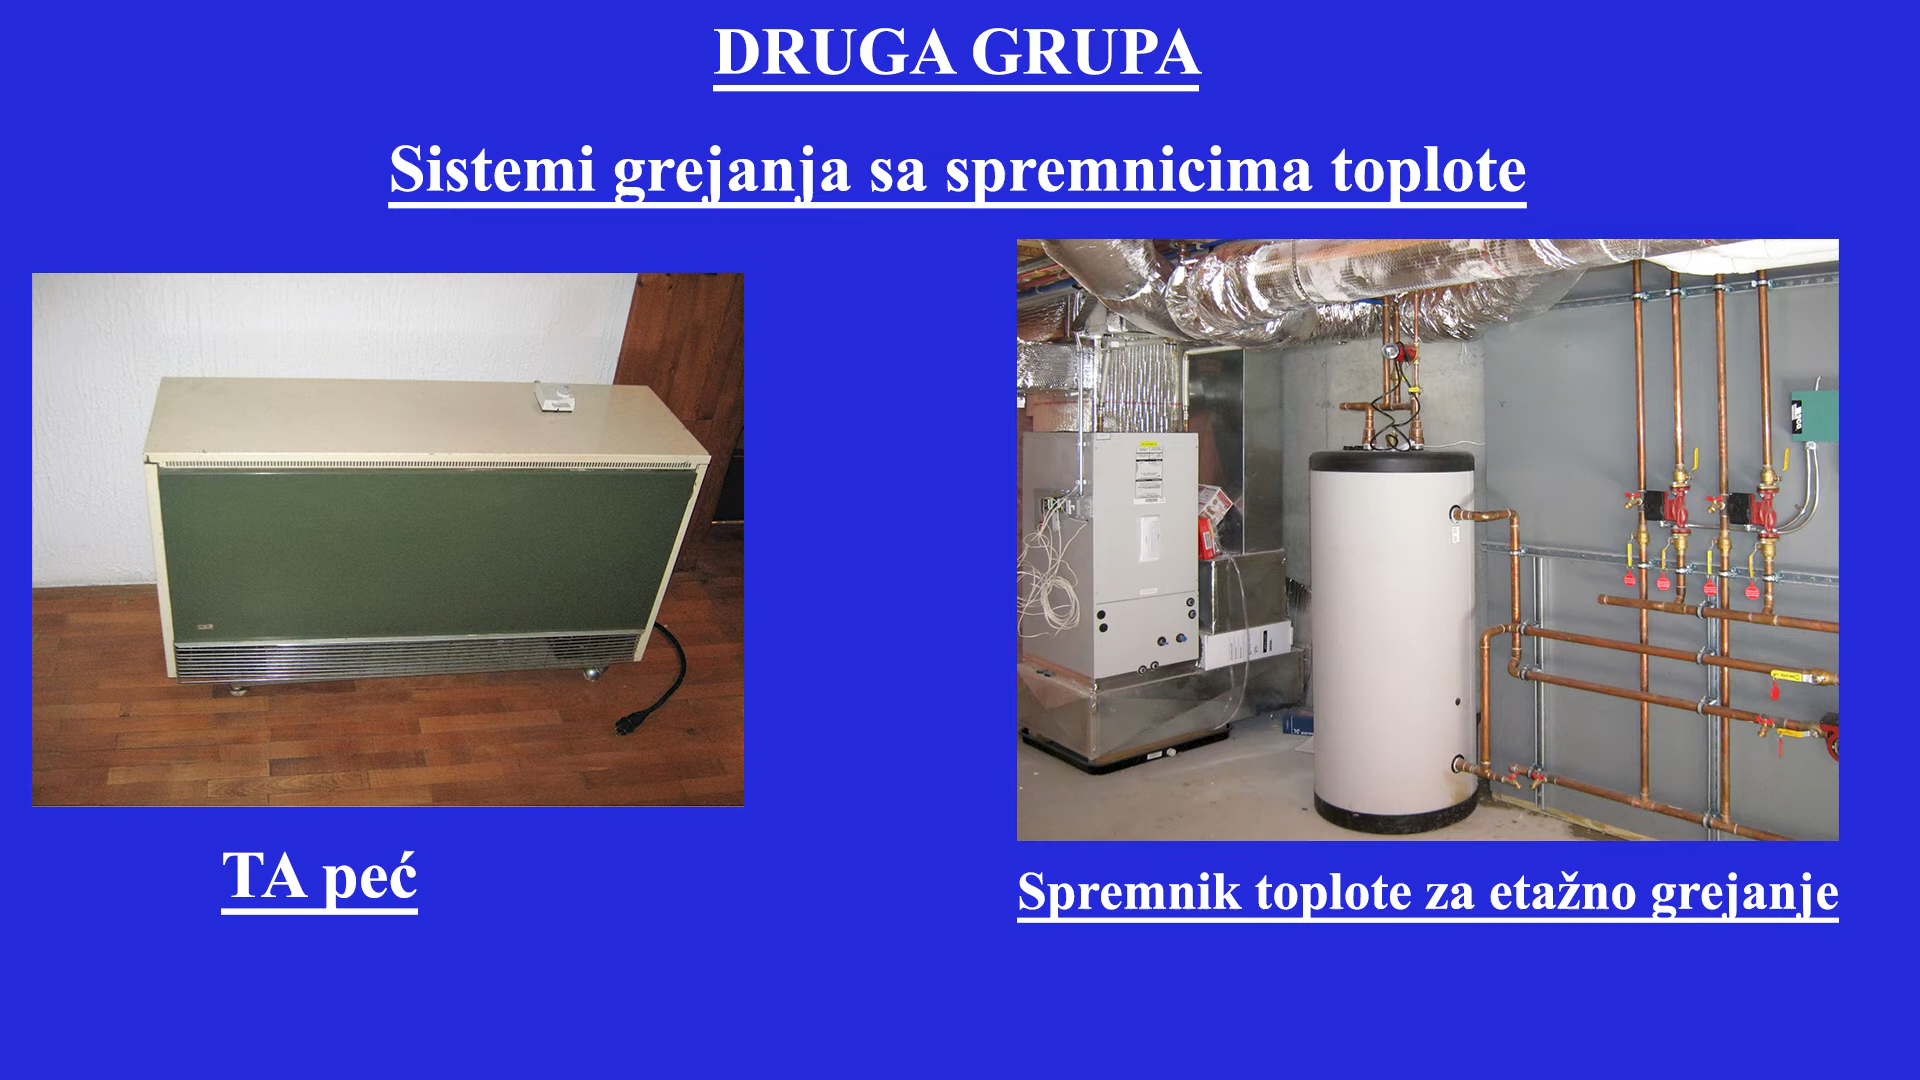 DRUGA GRUPA
Sistemi grejanja sa spremnicima toplote
TA peć
Spremnik toplote za etažno grejanje